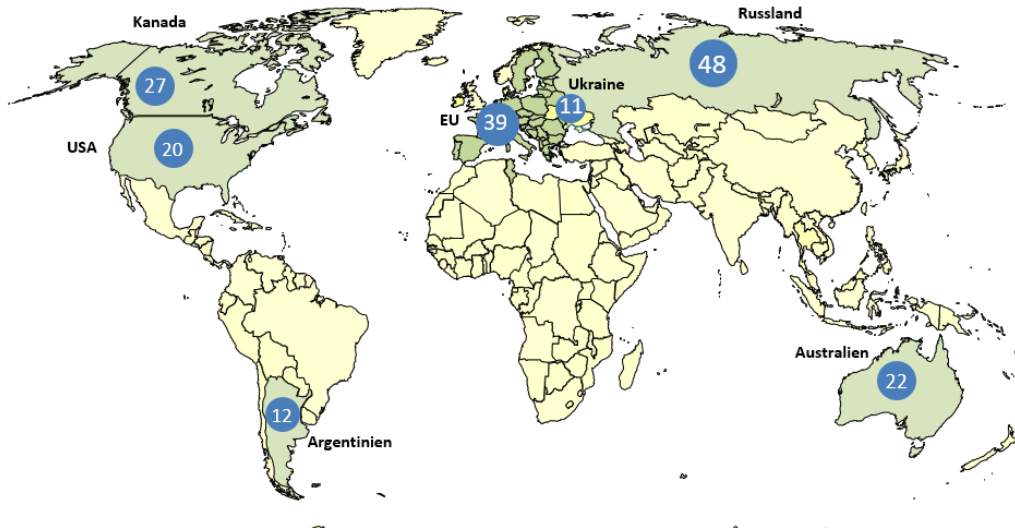 Kanada
Russland
48
27
Ukraine
11
EU
39
USA
20
Australien
22
12
Argentinien